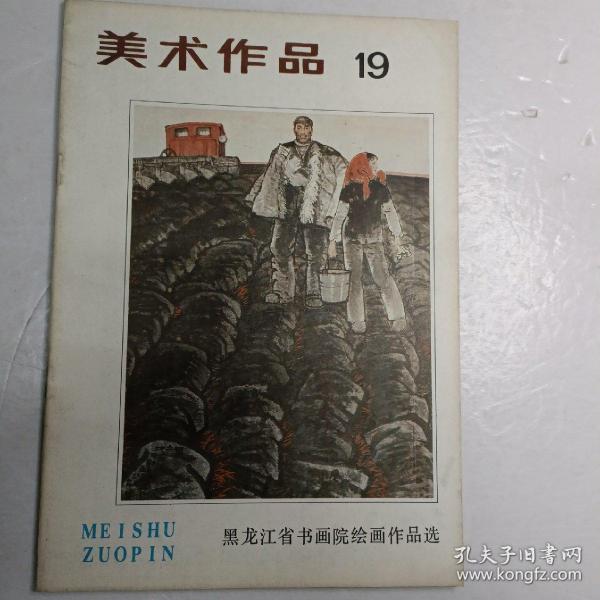 美术作品 19
MEISHU
ZUOPIN
黑龙江省书画院绘画作品选
孔夫子旧书网
www.kongfz.com